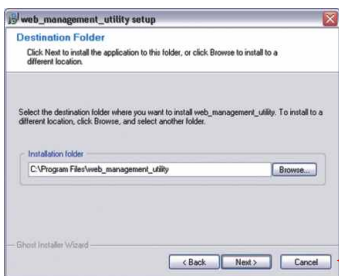 web_management_utility setup
Destination Folder
Click Next to install the application to this folder, or click Browse to install to a
different location.
Select the destination folder where you want to install web_management_utility. To install to a
different location, click Browse, and select another folder.
Installation folder
C:\Program Files\web_management_utility
Browse...
Ghost Installer Wizard
< Back
Next >
Cancel